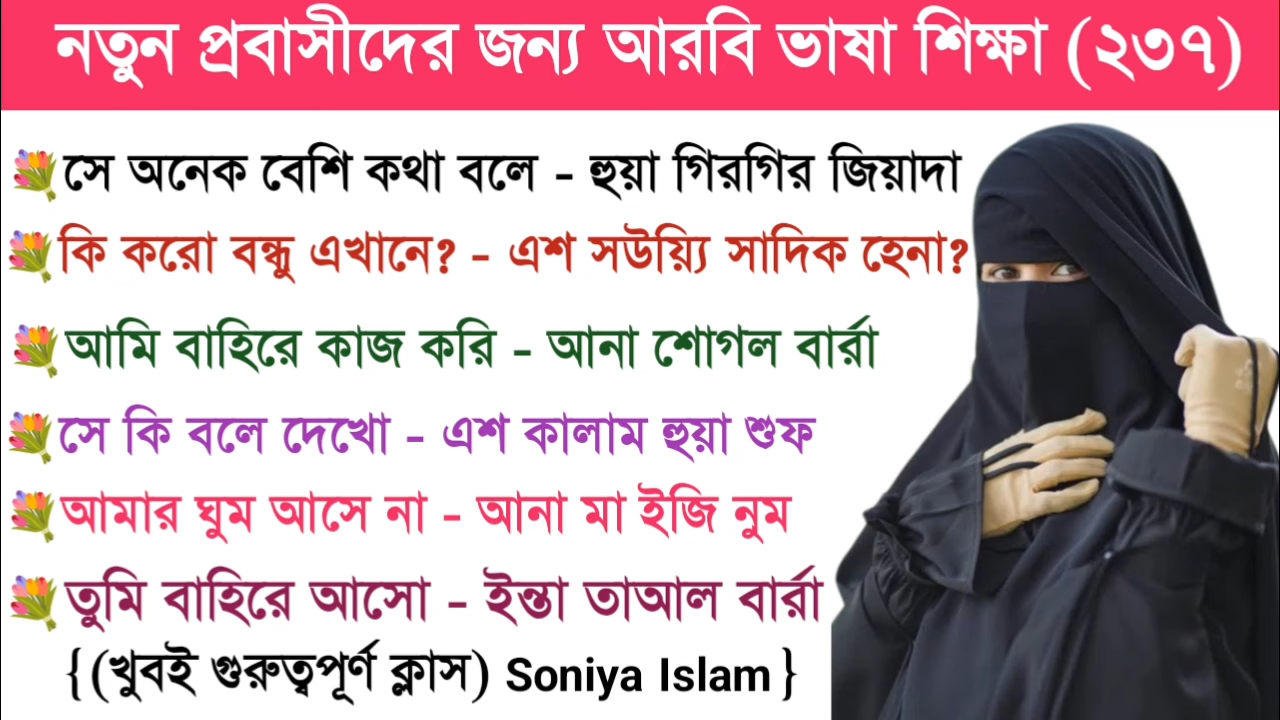 নতুন প্রবাসীদের জন্য আরবি ভাষা শিক্ষা (২৩৭)
সে অনেক বেশি কথা বলে - হুয়া গিরগির জিয়াদা
কি করো বন্ধু এখানে? - এশ সউয়্যি সাদিক হেনা?
আমি বাহিরে কাজ করি - আনা শোগল বার্রা
সে কি বলে দেখো - এশ কালাম হুয়া শুফ
আমার ঘুম আসে না - আনা মা ইজি নুম
তুমি বাহিরে আসো - ইন্তা তাআল বার্রা
{(খুবই গুরুত্বপূর্ণ ক্লাস) Soniya Islam}